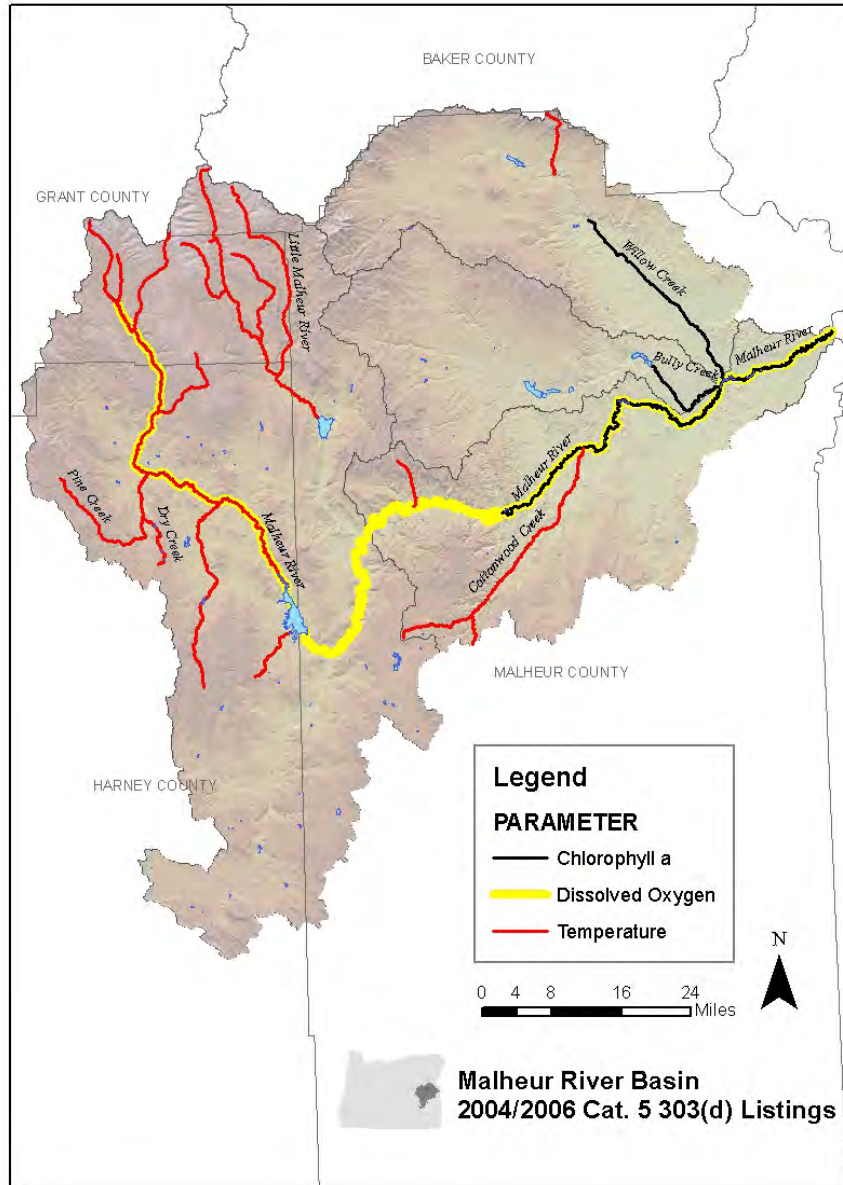 BAKER COUNTY
GRANT COUNTY
Little Malheur River
Willow Creek
Malheur River
Bully Creek
Malheur River
Pine Creek
Dry Creek
Malheur River
Cottonwood Creek
MALHEUR COUNTY
HARNEY COUNTY
Legend
PARAMETER
Chlorophyll a
Dissolved Oxygen
Temperature
N
0 4 8 16 24
Miles
Malheur River Basin
2004/2006 Cat. 5 303(d) Listings